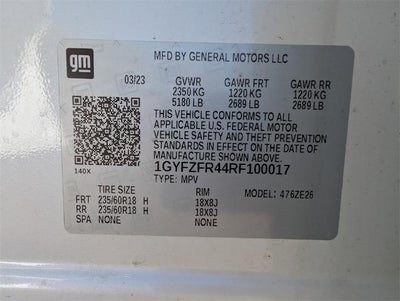 gm
MFD BY GENERAL MOTORS LLC
03/23 GVWR GAWR FRT GAWR RR
2350 KG 1220 KG 1220 KG
5180 LB 2689 LB 2689 LB
THIS VEHICLE CONFORMS TO ALL
APPLICABLE U.S. FEDERAL MOTOR
VEHICLE SAFETY AND THEFT PREVENTION
STANDARDS IN EFFECT ON THE DATE OF
MANUFACTURE SHOWN ABOVE.
1GYFZFR44RF100017
140X TYPE: MPV
TIRE SIZE RIM MODEL: 476ZE26
FRT 235/60R18 H 18X8J
RR 235/60R18 H 18X8J
SPA NONE NONE